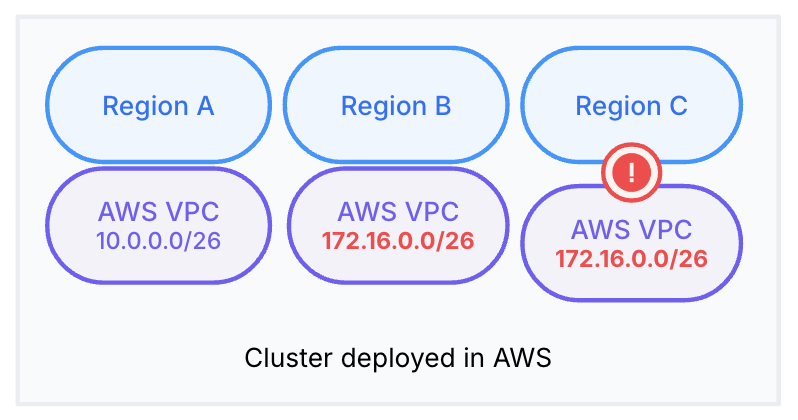 Region A
Region B
Region C
!
AWS VPC
10.0.0.0/26
AWS VPC
172.16.0.0/26
AWS VPC
172.16.0.0/26
Cluster deployed in AWS